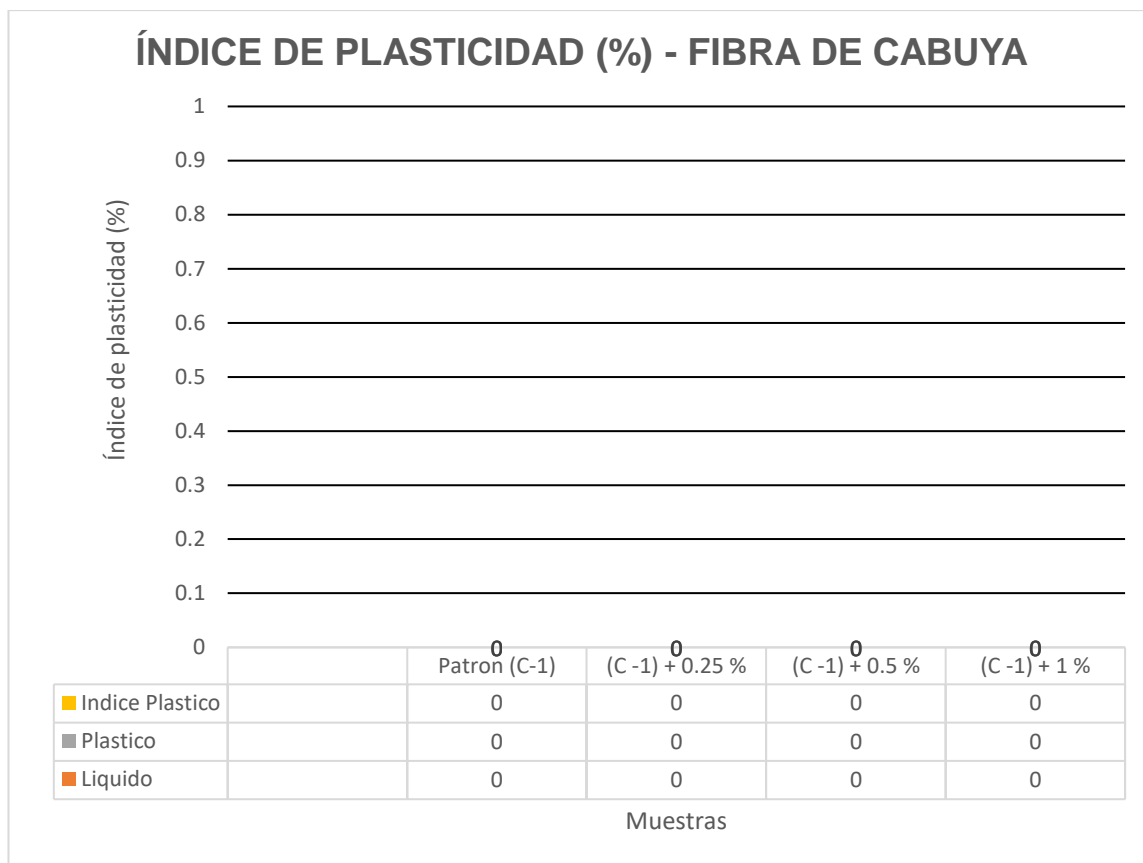 ÍNDICE DE PLASTICIDAD (%) - FIBRA DE CABUYA
Índice de plasticidad (%)
1
0.9
0.8
0.7
0.6
0.5
0.4
0.3
0.2
0.1
0
0 0 0 0
Patron (C-1) (C -1) + 0.25 % (C -1) + 0.5 % (C -1) + 1 %
Indice Plastico 0 0 0 0
Plastico 0 0 0 0
Liquido 0 0 0 0
Muestras